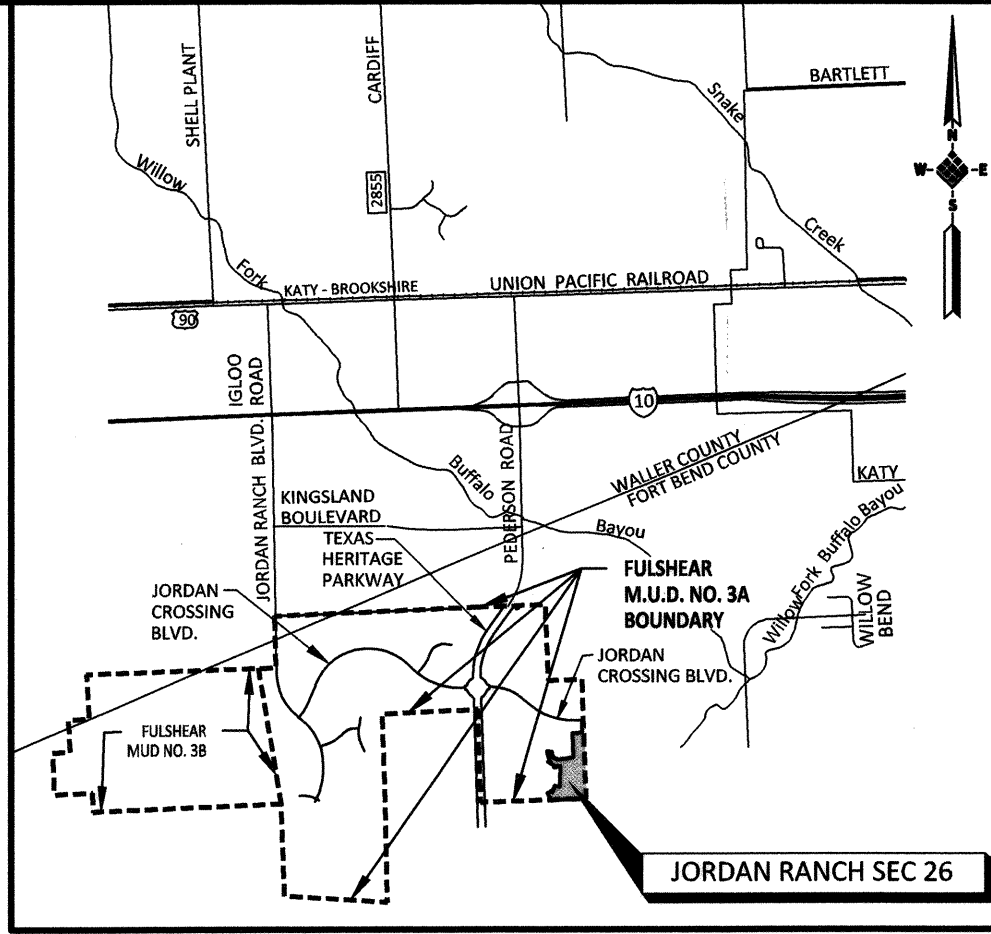 SHELL PLANT
CARDIFF
BARTLETT
Snake
Creek
N
W
E
S
Willow
Fork
2855
KATY - BROOKSHIRE
UNION PACIFIC RAILROAD
90
IGLOO
ROAD
10
JORDAN RANCH BLVD.
PEDERSON ROAD
Buffalo
Bayou
WALLER COUNTY
FORT BEND COUNTY
KATY
KINGSLAND
BOULEVARD
TEXAS
HERITAGE
PARKWAY
Willow Fork Buffalo Bayou
WILLOW
BEND
JORDAN
CROSSING
BLVD.
FULSHEAR
M.U.D. NO. 3A
BOUNDARY
JORDAN
CROSSING BLVD.
FULSHEAR
MUD NO. 3B
JORDAN RANCH SEC 26